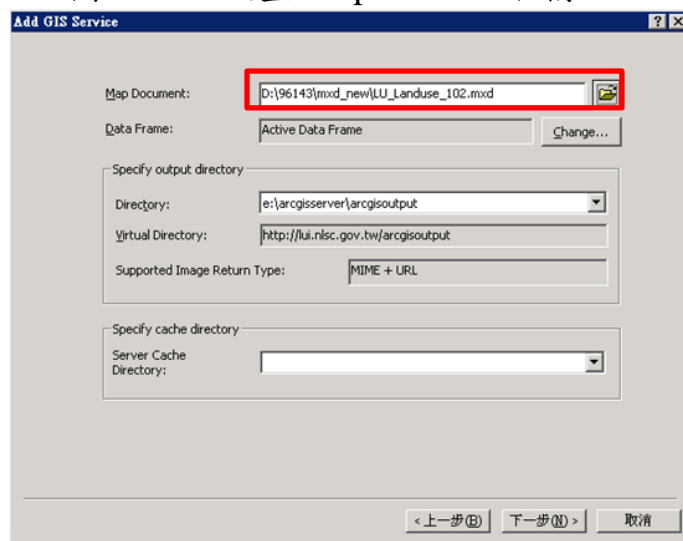 Add GIS Service
Map Document: D:\96143\mxd_new\LU_Landuse_102.mxd
Data Frame: Active Data Frame Change...
Specify output directory
Directory: e:\arcgisserver\arcgisoutput
Virtual Directory: http://lui.nlsc.gov.tw/arcgisoutput
Supported Image Return Type: MIME + URL
Specify cache directory
Server Cache
Directory:
<上一步(B) 下一步(N)> 取消